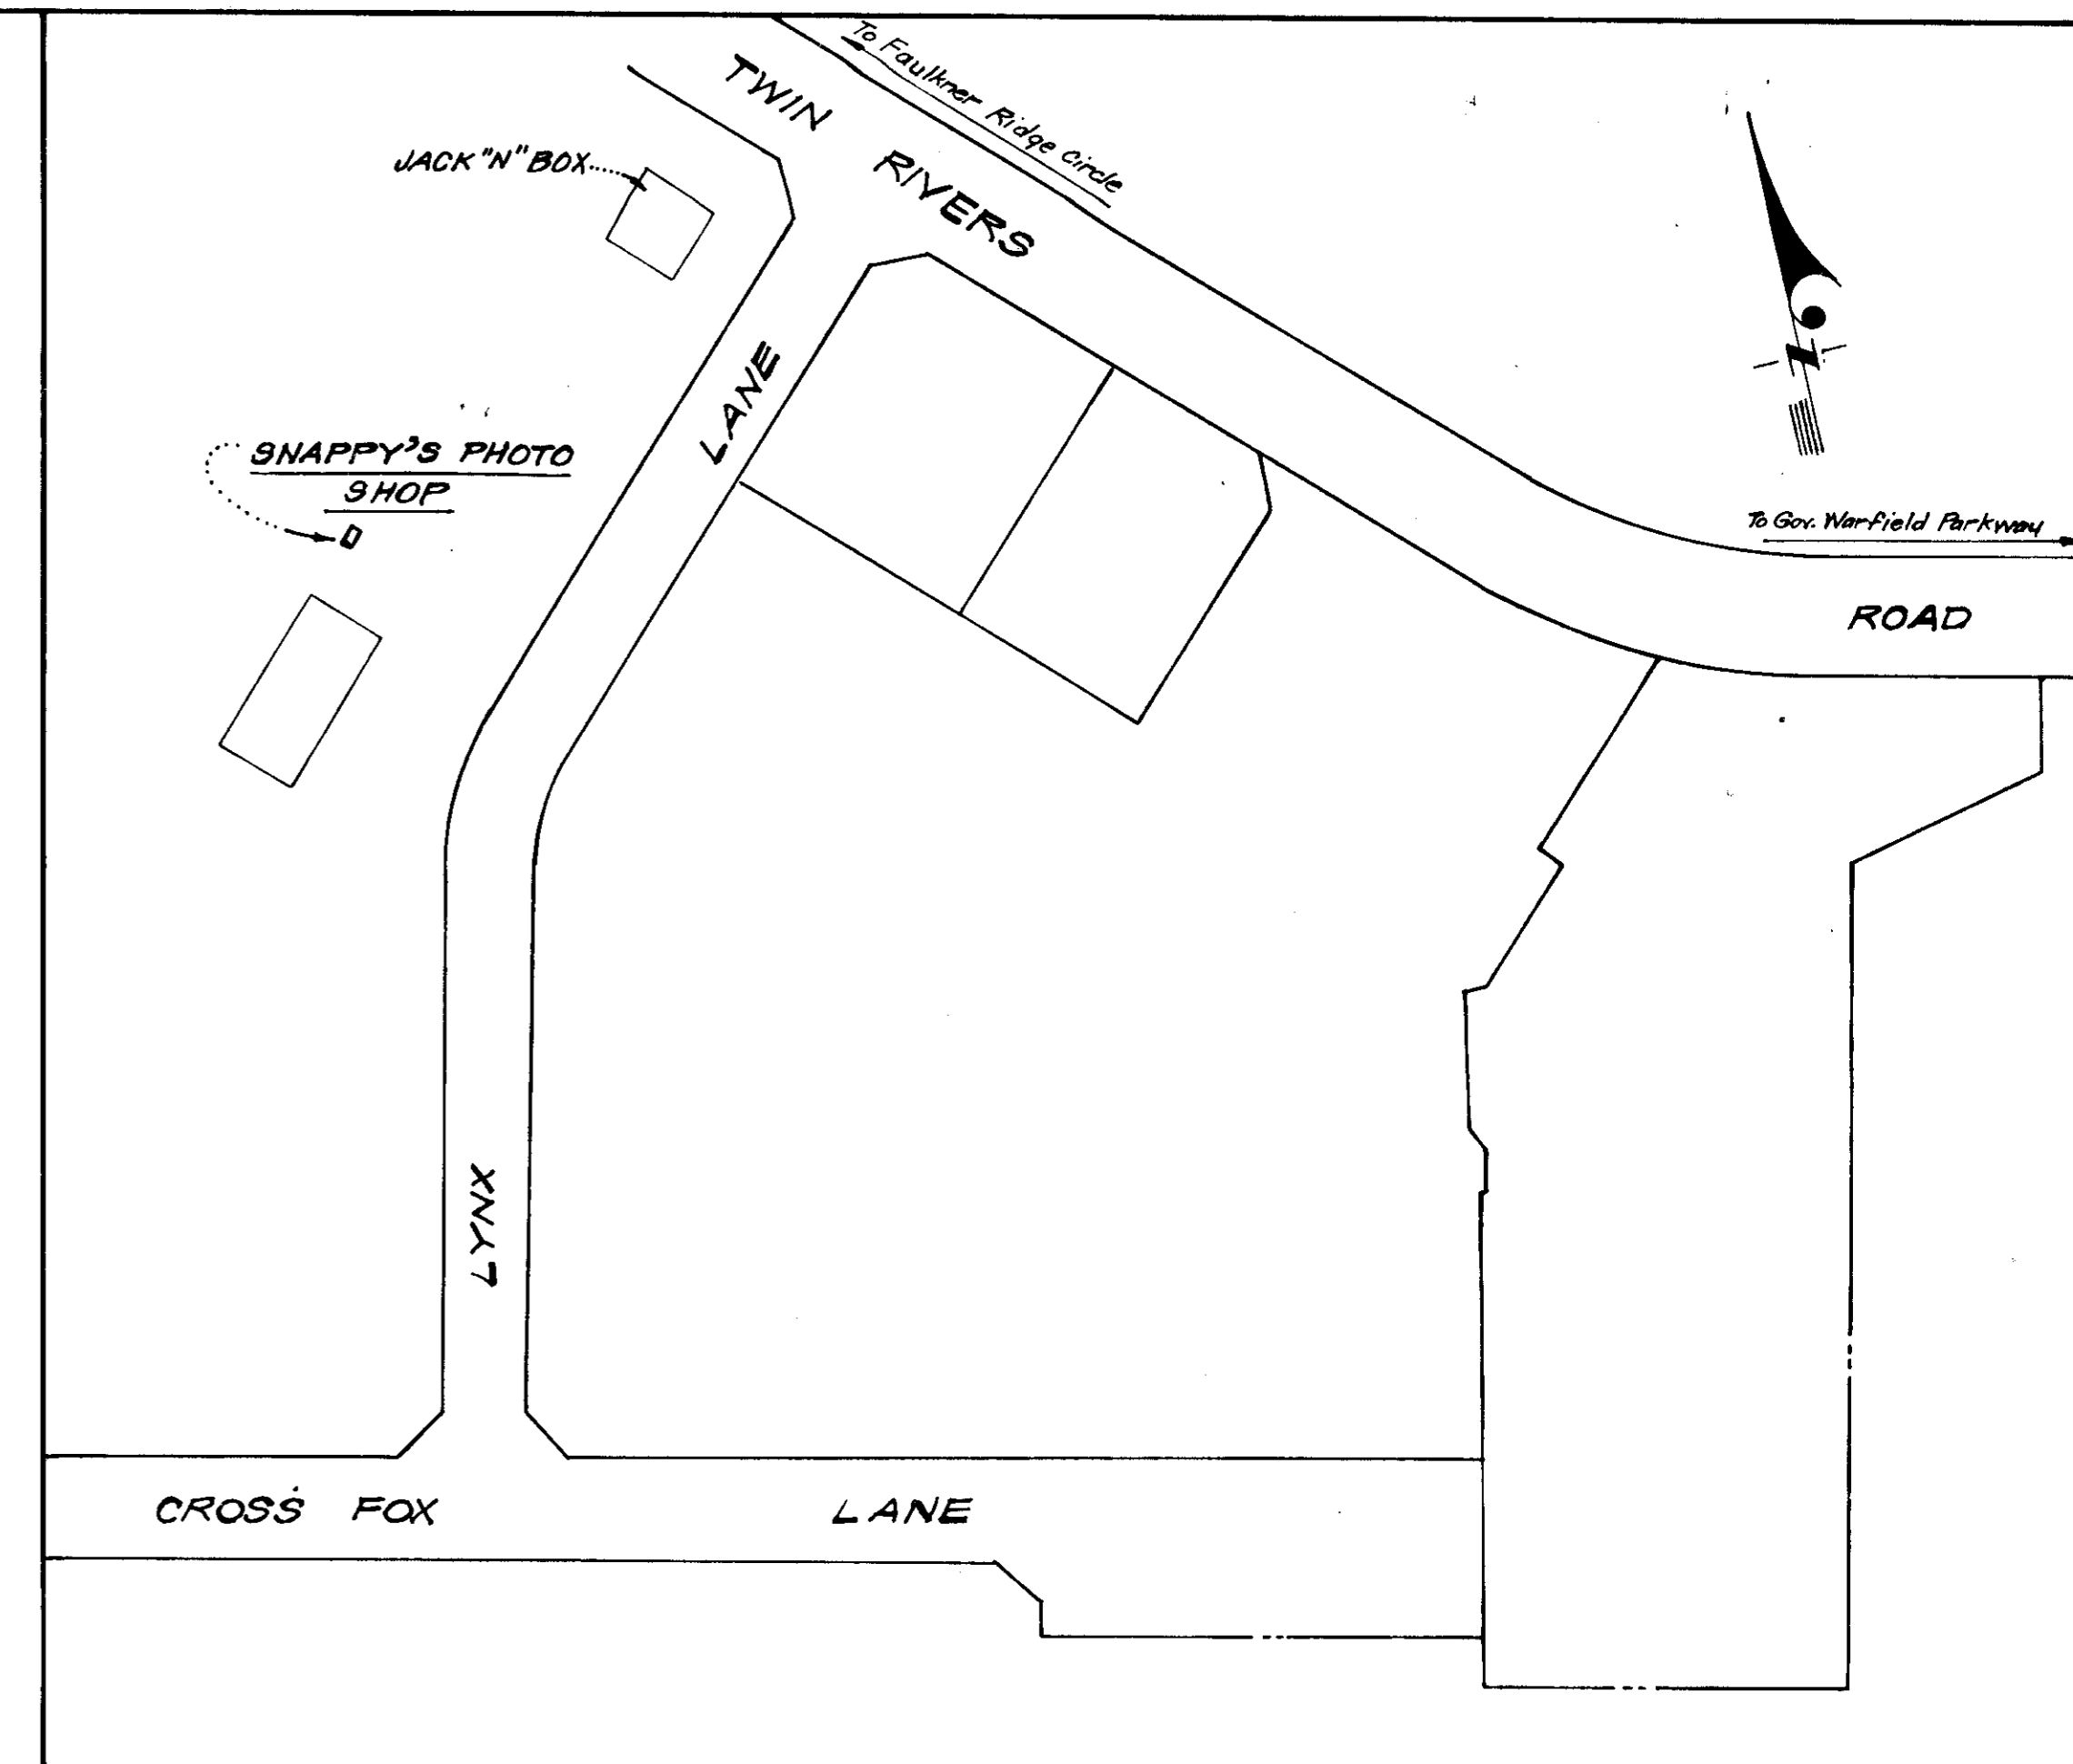 To Faulkner Ridge Circle
TWIN RIVERS
JACK "N" BOX
LANE
SNAPPY'S PHOTO
SHOP
To Gov. Warfield Parkway
ROAD
LYNX
CROSS FOX LANE
N